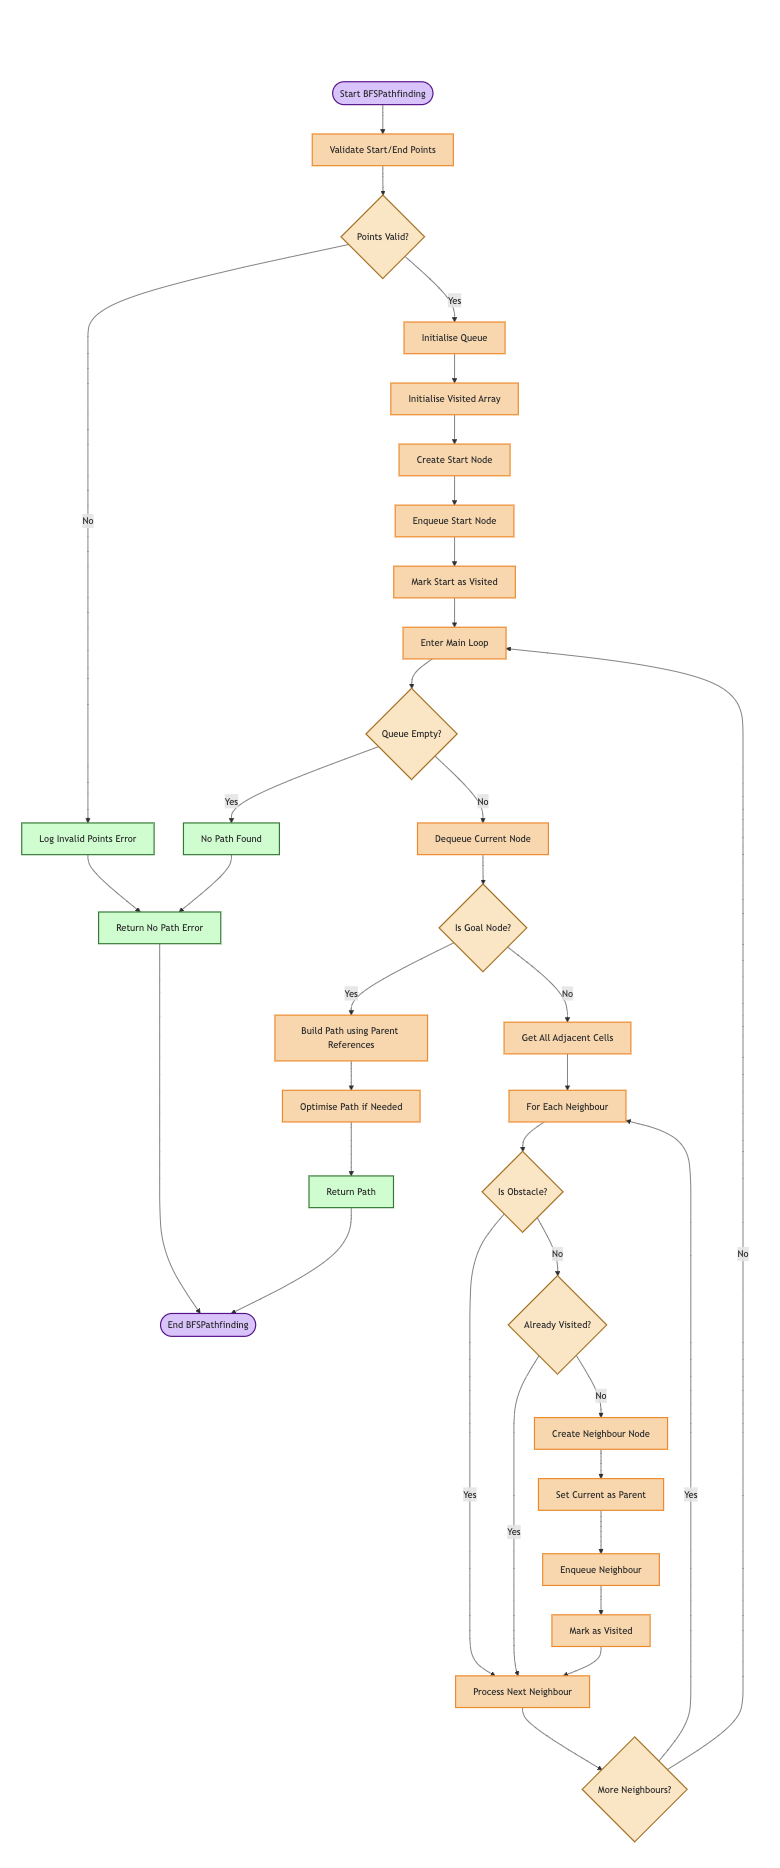 Start BFSPathfinding
Validate Start/End Points
Points Valid?
Yes
Initialise Queue
Initialise Visited Array
Create Start Node
No
Enqueue Start Node
Mark Start as Visited
Enter Main Loop
Queue Empty?
Yes
No
Log Invalid Points Error
No Path Found
Dequeue Current Node
Return No Path Error
Is Goal Node?
Yes
No
Build Path using Parent
References
Get All Adjacent Cells
Optimise Path if Needed
For Each Neighbour
Return Path
Is Obstacle?
No
No
End BFSPathfinding
Already Visited?
No
Create Neighbour Node
Yes
Set Current as Parent
Yes
Yes
Enqueue Neighbour
Mark as Visited
Process Next Neighbour
More Neighbours?